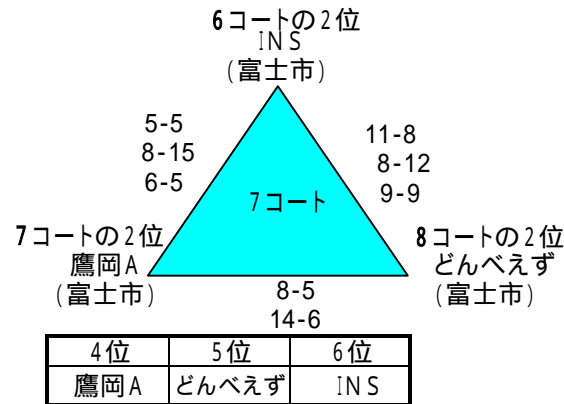 6コートの2位
INS
(富士市)
5-5
8-15
6-5
11-8
8-12
9-9
7コート
7コートの2位
鷹岡A
(富士市)
8コートの2位
どんべえず
(富士市)
8-5
14-6
4位 5位 6位
鷹岡A どんべえず INS